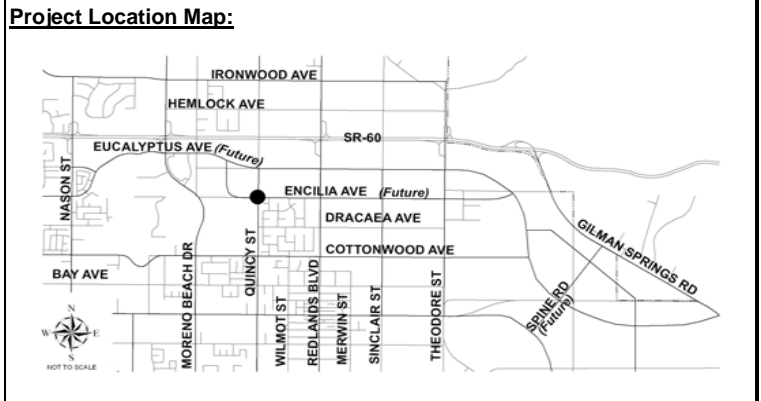 Project Location Map:
IRONWOOD AVE
HEMLOCK AVE
SR-60
EUCALYPTUS AVE (Future)
NASON ST
ENCILIA AVE (Future)
DRACAEA AVE
GILMAN SPRINGS RD
QUINCY ST
COTTONWOOD AVE
MORENO BEACH DR
BAY AVE
REDLANDS BLVD
THEODORE ST
SPINE RD
(Future)
WILMOT ST
MERWIN ST
SINCLAIR ST
N
W E
S
NOT TO SCALE